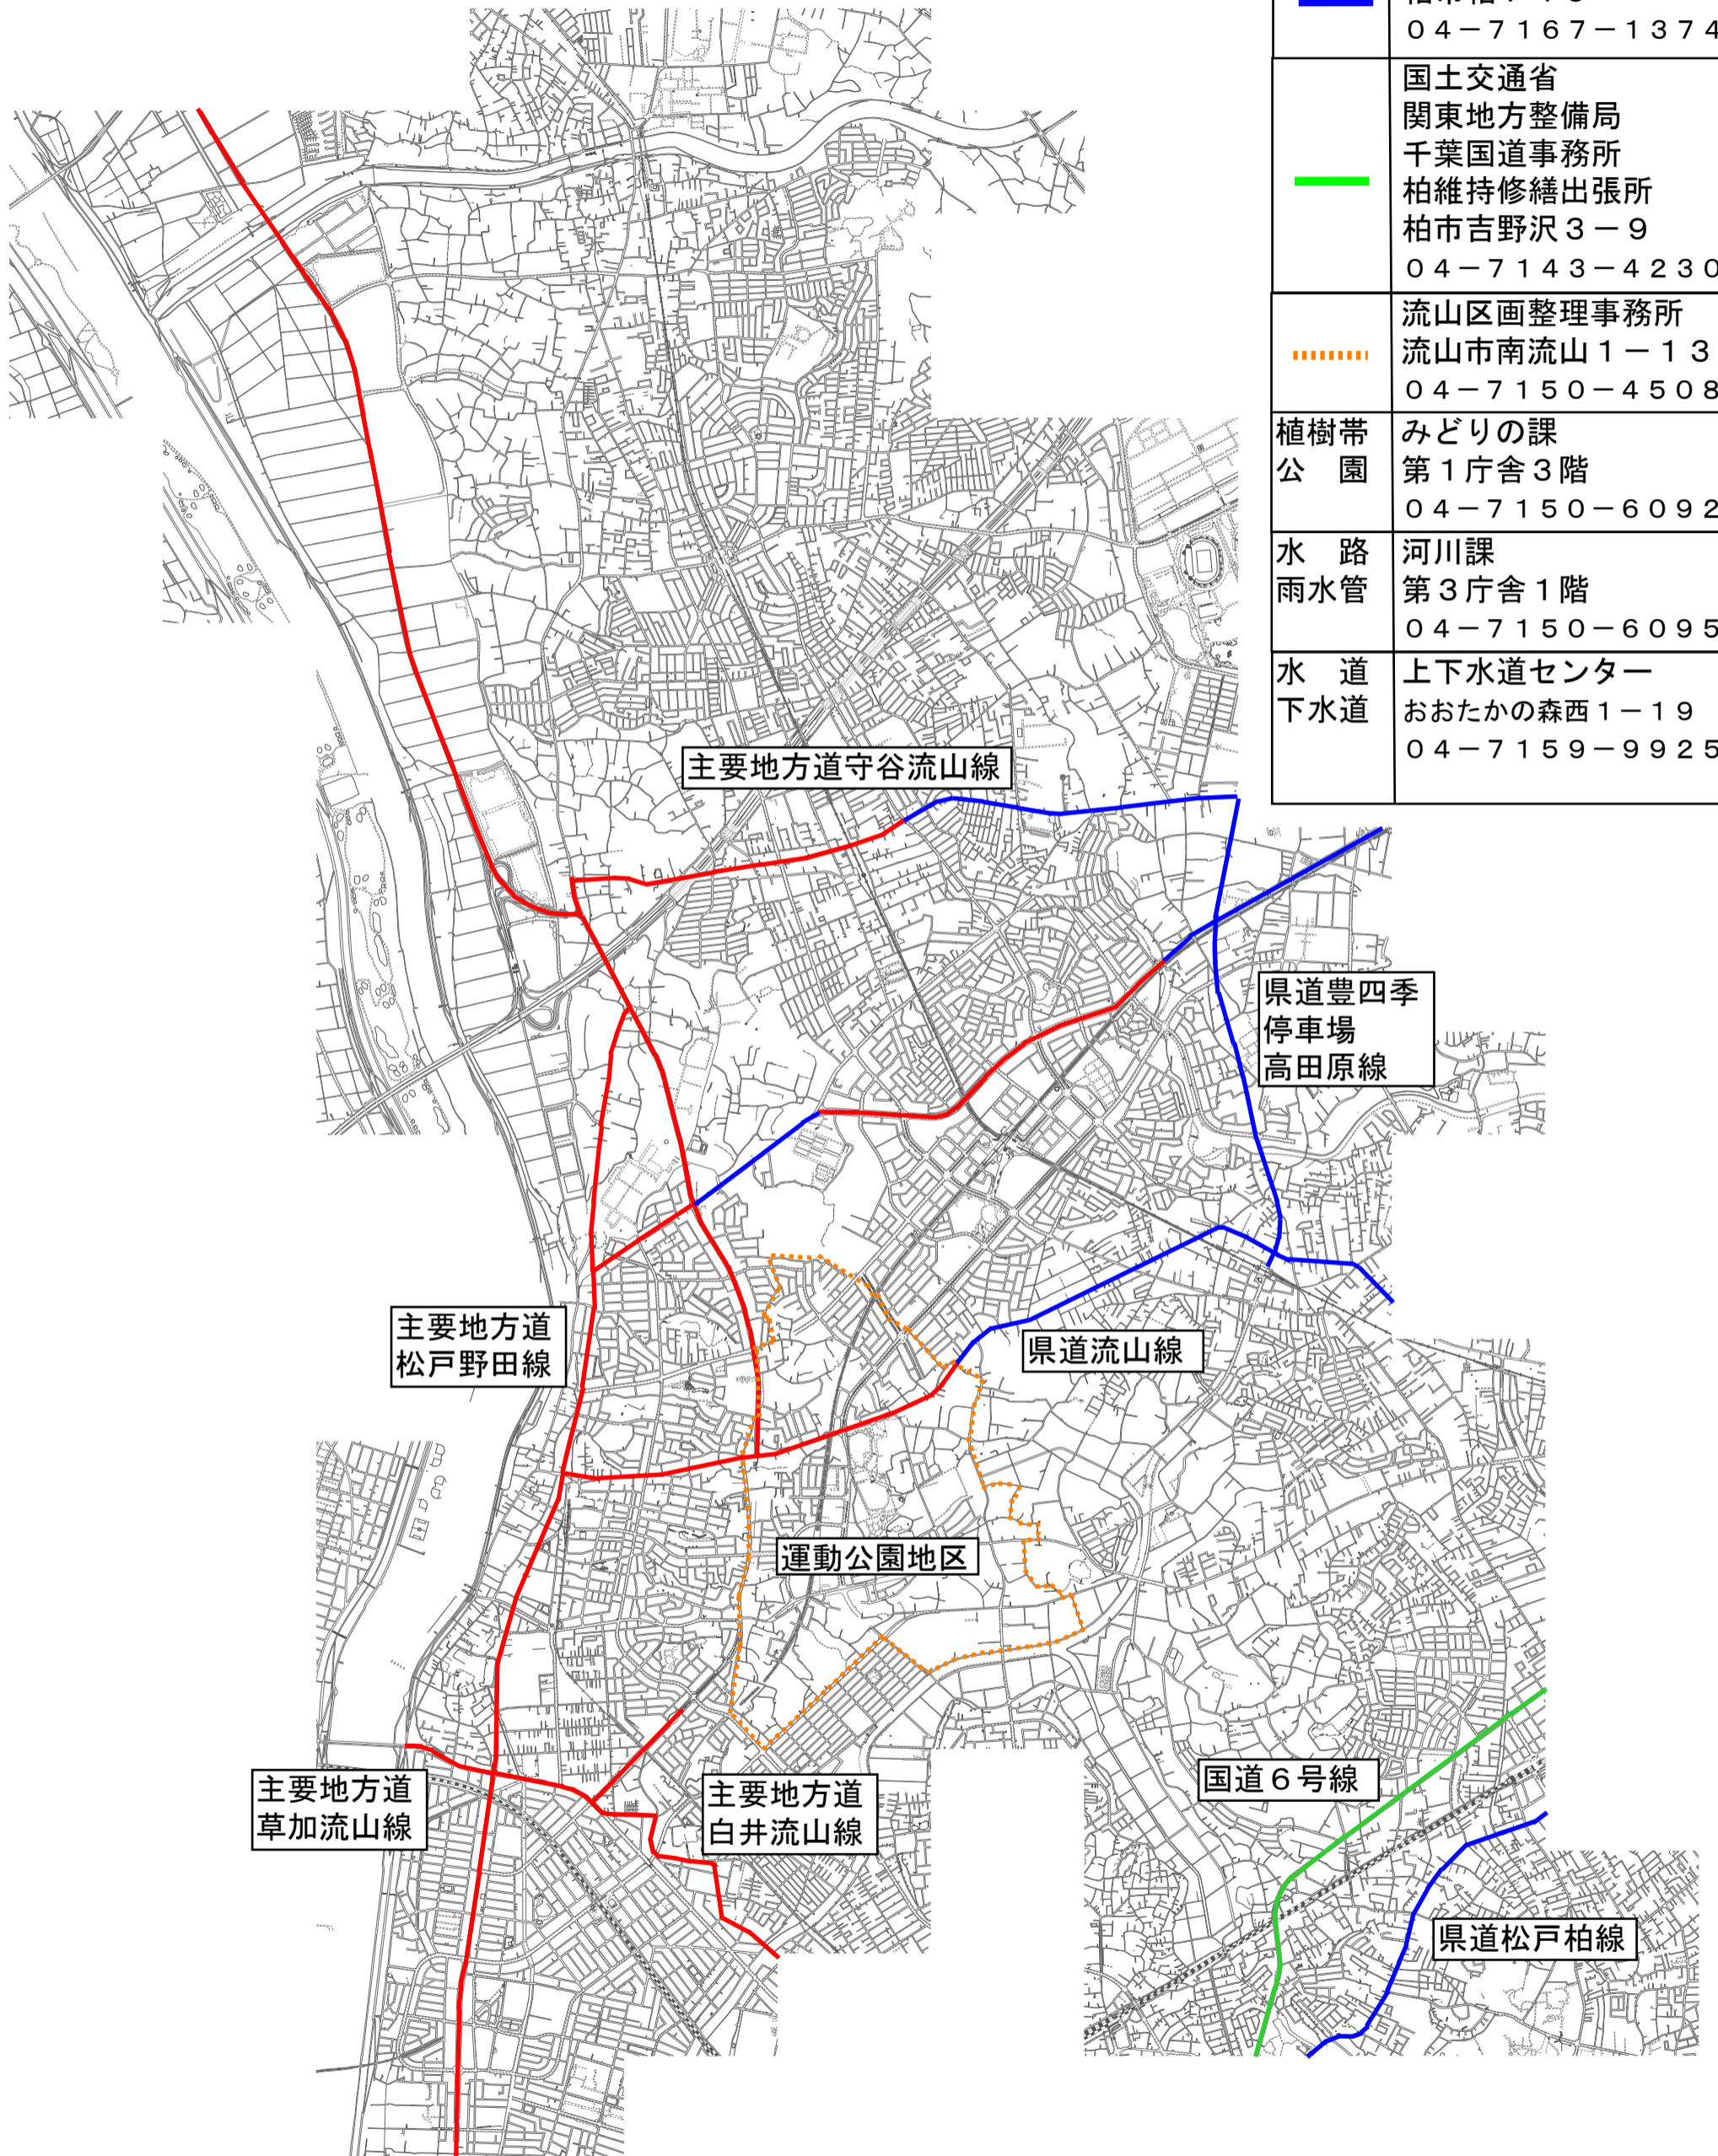 ０４－７１６７－１３７４
国土交通省
関東地方整備局
千葉国道事務所
柏維持修繕出張所
柏市吉野沢３－９
０４－７１４３－４２３０
流山区画整理事務所
流山市南流山１－１３
０４－７１５０－４５０８
植樹帯
公　園
みどりの課
第１庁舎３階
０４－７１５０－６０９２
水　路
雨水管
河川課
第３庁舎１階
０４－７１５０－６０９５
水　道
下水道
上下水道センター
おおたかの森西１－１９
０４－７１５９－９９２５
主要地方道守谷流山線
県道豊四季
停車場
高田原線
主要地方道
松戸野田線
県道流山線
運動公園地区
主要地方道
草加流山線
主要地方道
白井流山線
国道６号線
県道松戸柏線